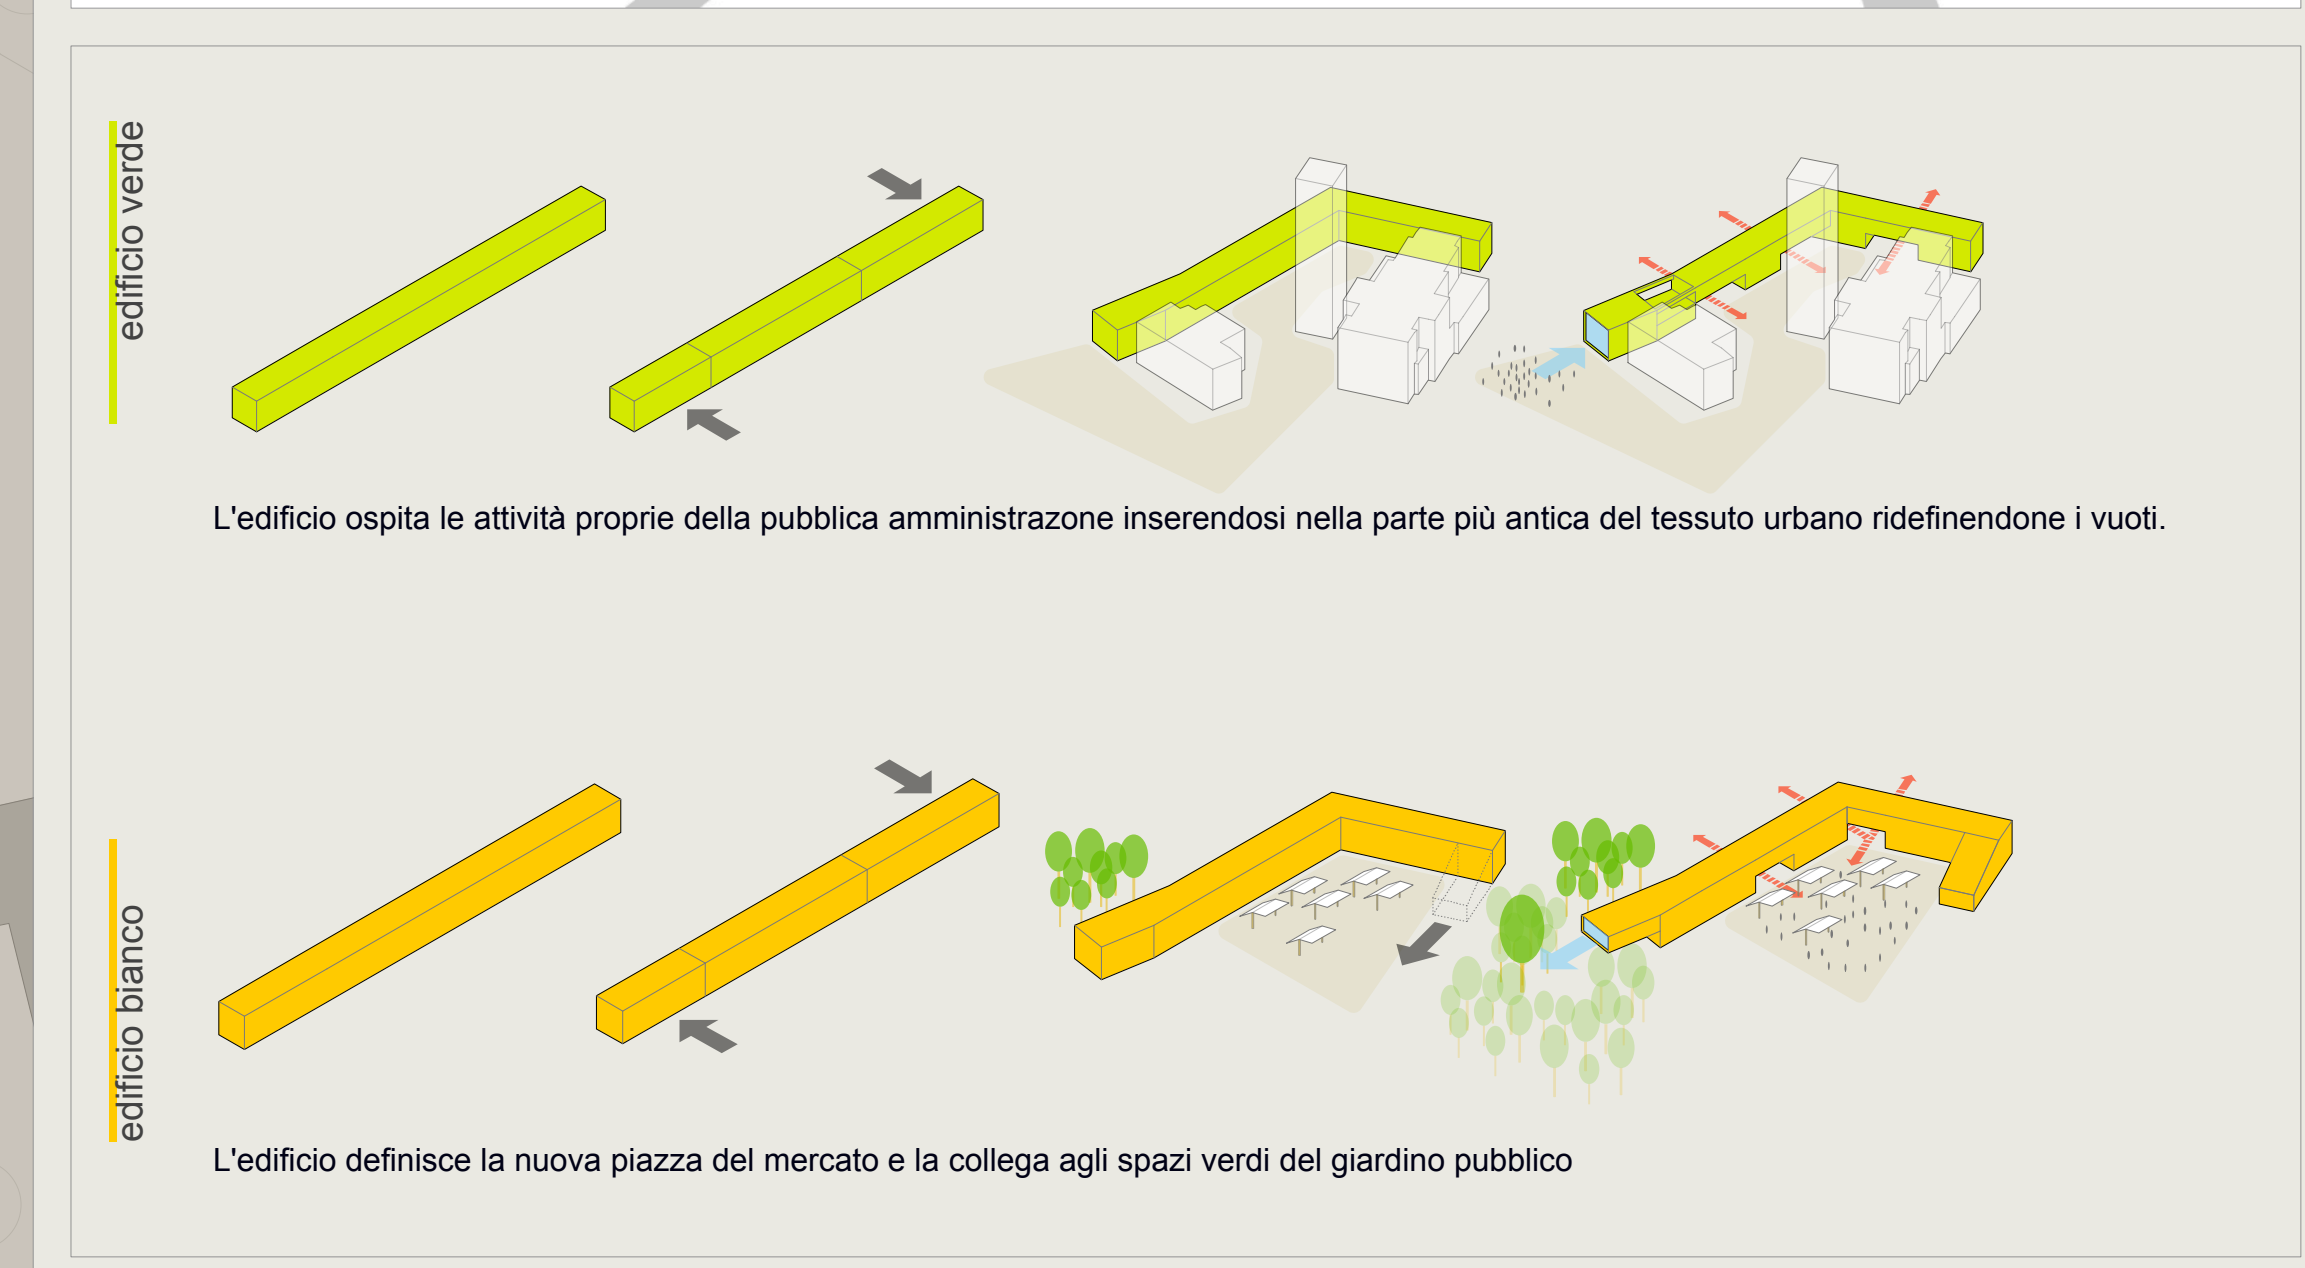 edificio verde
L'edificio ospita le attività proprie della pubblica amministrazone inserendosi nella parte più antica del tessuto urbano ridefinendone i vuoti.
edificio bianco
L'edificio definisce la nuova piazza del mercato e la collega agli spazi verdi del giardino pubblico